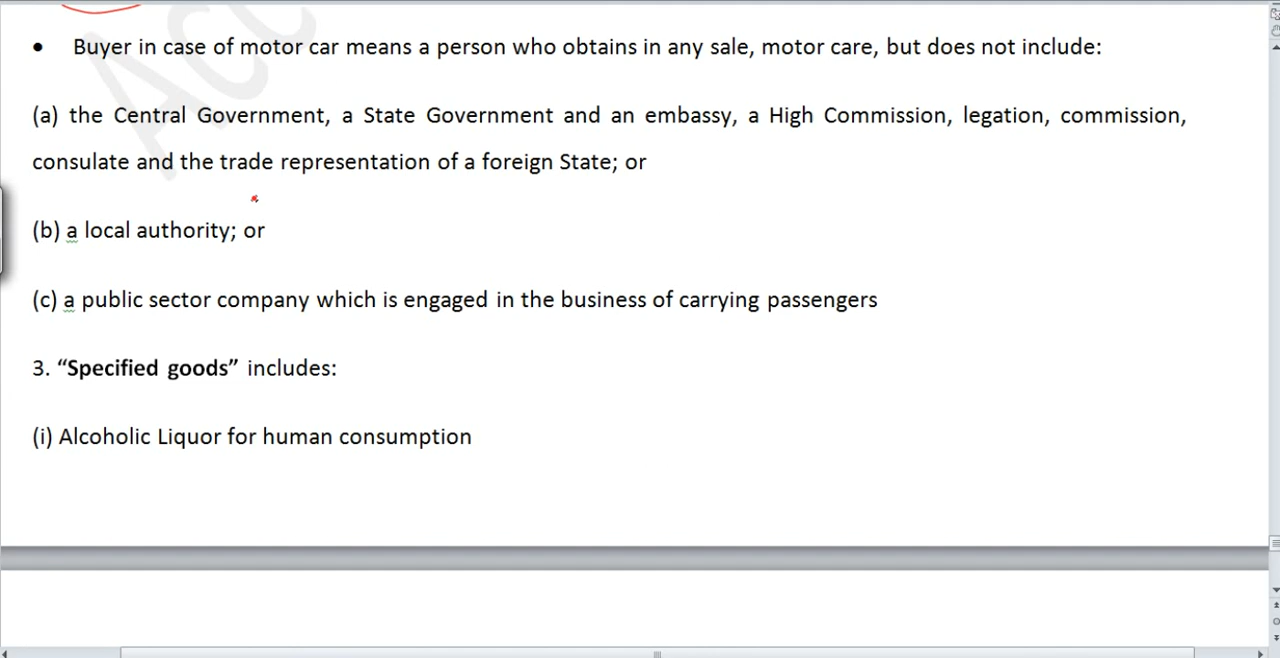 • Buyer in case of motor car means a person who obtains in any sale, motor care, but does not include:
(a) the Central Government, a State Government and an embassy, a High Commission, legation, commission,
consulate and the trade representation of a foreign State; or
(b) a local authority; or
(c) a public sector company which is engaged in the business of carrying passengers
3. “Specified goods” includes:
(i) Alcoholic Liquor for human consumption